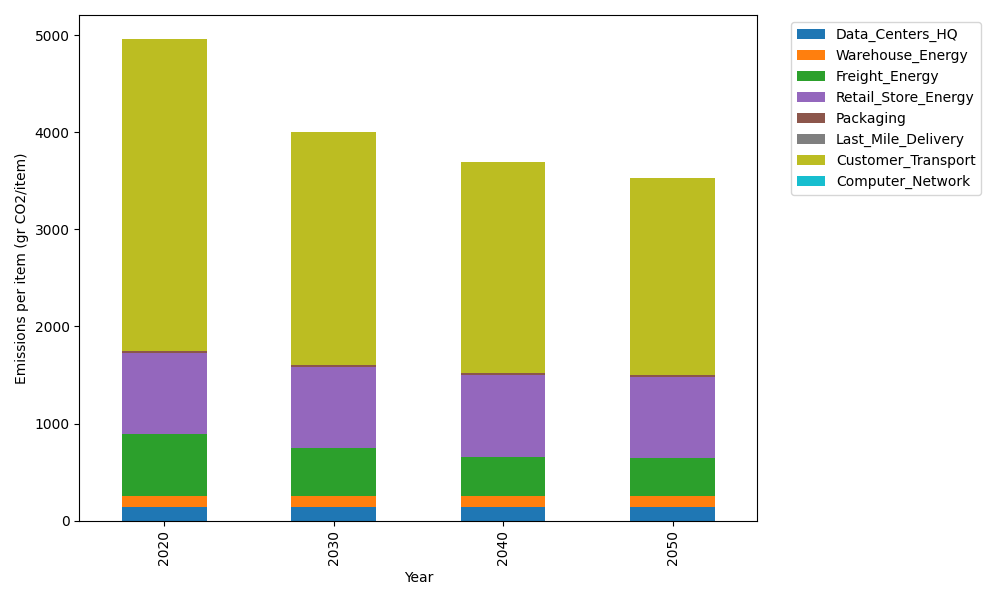 Emissions per item (gr CO2/item)
5000
4000
3000
2000
1000
0
2020
2030
2040
2050
Year
Data_Centers_HQ
Warehouse_Energy
Freight_Energy
Retail_Store_Energy
Packaging
Last_Mile_Delivery
Customer_Transport
Computer_Network